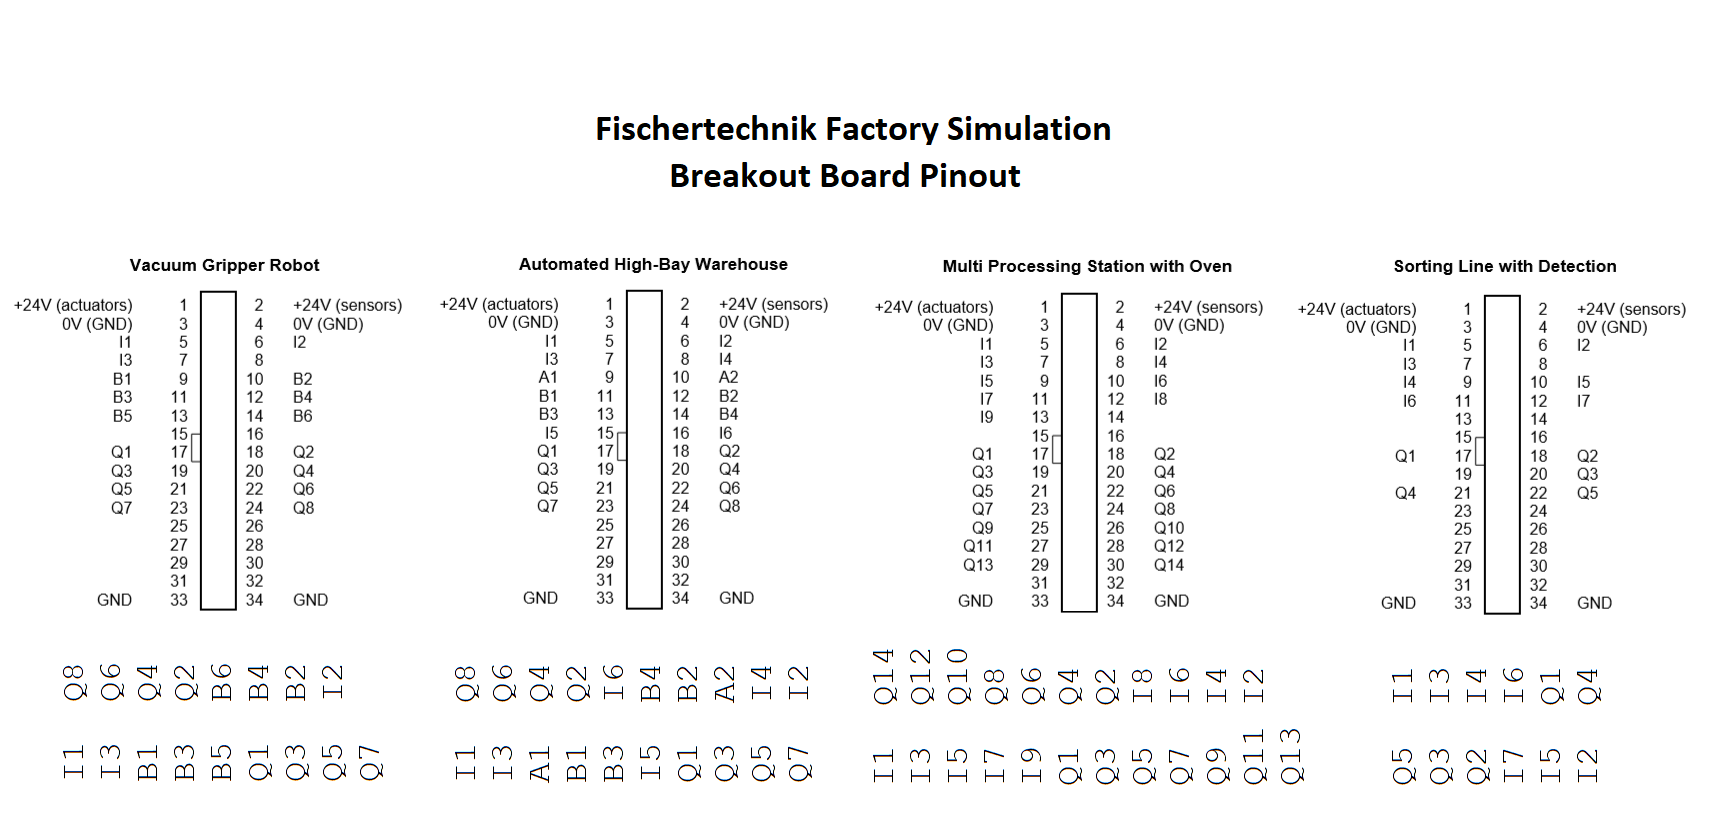 Fischertechnik Factory Simulation
Breakout Board Pinout
Vacuum Gripper Robot
+24V (actuators) 1 2 +24V (sensors)
0V (GND) 3 4 0V (GND)
I1 5 6 I2
I3 7 8
B1 9 10 B2
B3 11 12 B4
B5 13 14 B6
15 16
Q1 17 18 Q2
Q3 19 20 Q4
Q5 21 22 Q6
Q7 23 24 Q8
25 26
27 28
29 30
31 32
GND 33 34 GND
Q8 Q6 Q4 Q2 B6 B4 B2 I2
I1 I3 B1 B3 B5 Q1 Q3 Q5 Q7
Automated High-Bay Warehouse
+24V (actuators) 1 2 +24V (sensors)
0V (GND) 3 4 0V (GND)
I1 5 6 I2
I3 7 8 I4
A1 9 10 A2
B1 11 12 B2
B3 13 14 B4
I5 15 16 I6
Q1 17 18 Q2
Q3 19 20 Q4
Q5 21 22 Q6
Q7 23 24 Q8
25 26
27 28
29 30
31 32
GND 33 34 GND
Q8 Q6 Q4 Q2 I6 B4 B2 A2 I4 I2
I1 I3 A1 B1 B3 I5 Q1 Q3 Q5 Q7
Multi Processing Station with Oven
+24V (actuators) 1 2 +24V (sensors)
0V (GND) 3 4 0V (GND)
I1 5 6 I2
I3 7 8 I4
I5 9 10 I6
I7 11 12 I8
I9 13 14
15 16
Q1 17 18 Q2
Q3 19 20 Q4
Q5 21 22 Q6
Q7 23 24 Q8
Q9 25 26 Q10
Q11 27 28 Q12
Q13 29 30 Q14
31 32
GND 33 34 GND
Q14 Q12 Q10 Q8 Q6 Q4 Q2 I8 I6 I4 I2
I1 I3 I5 I7 I9 Q1 Q3 Q5 Q7 Q9 Q11 Q13
Sorting Line with Detection
+24V (actuators) 1 2 +24V (sensors)
0V (GND) 3 4 0V (GND)
I1 5 6 I2
I3 7 8
I4 9 10 I5
I6 11 12 I7
13 14
15 16
Q1 17 18 Q2
19 20 Q3
Q4 21 22 Q5
23 24
25 26
27 28
29 30
31 32
GND 33 34 GND
I1 I3 I4 I6 Q1 Q4
Q5 Q3 Q2 I7 I5 I2